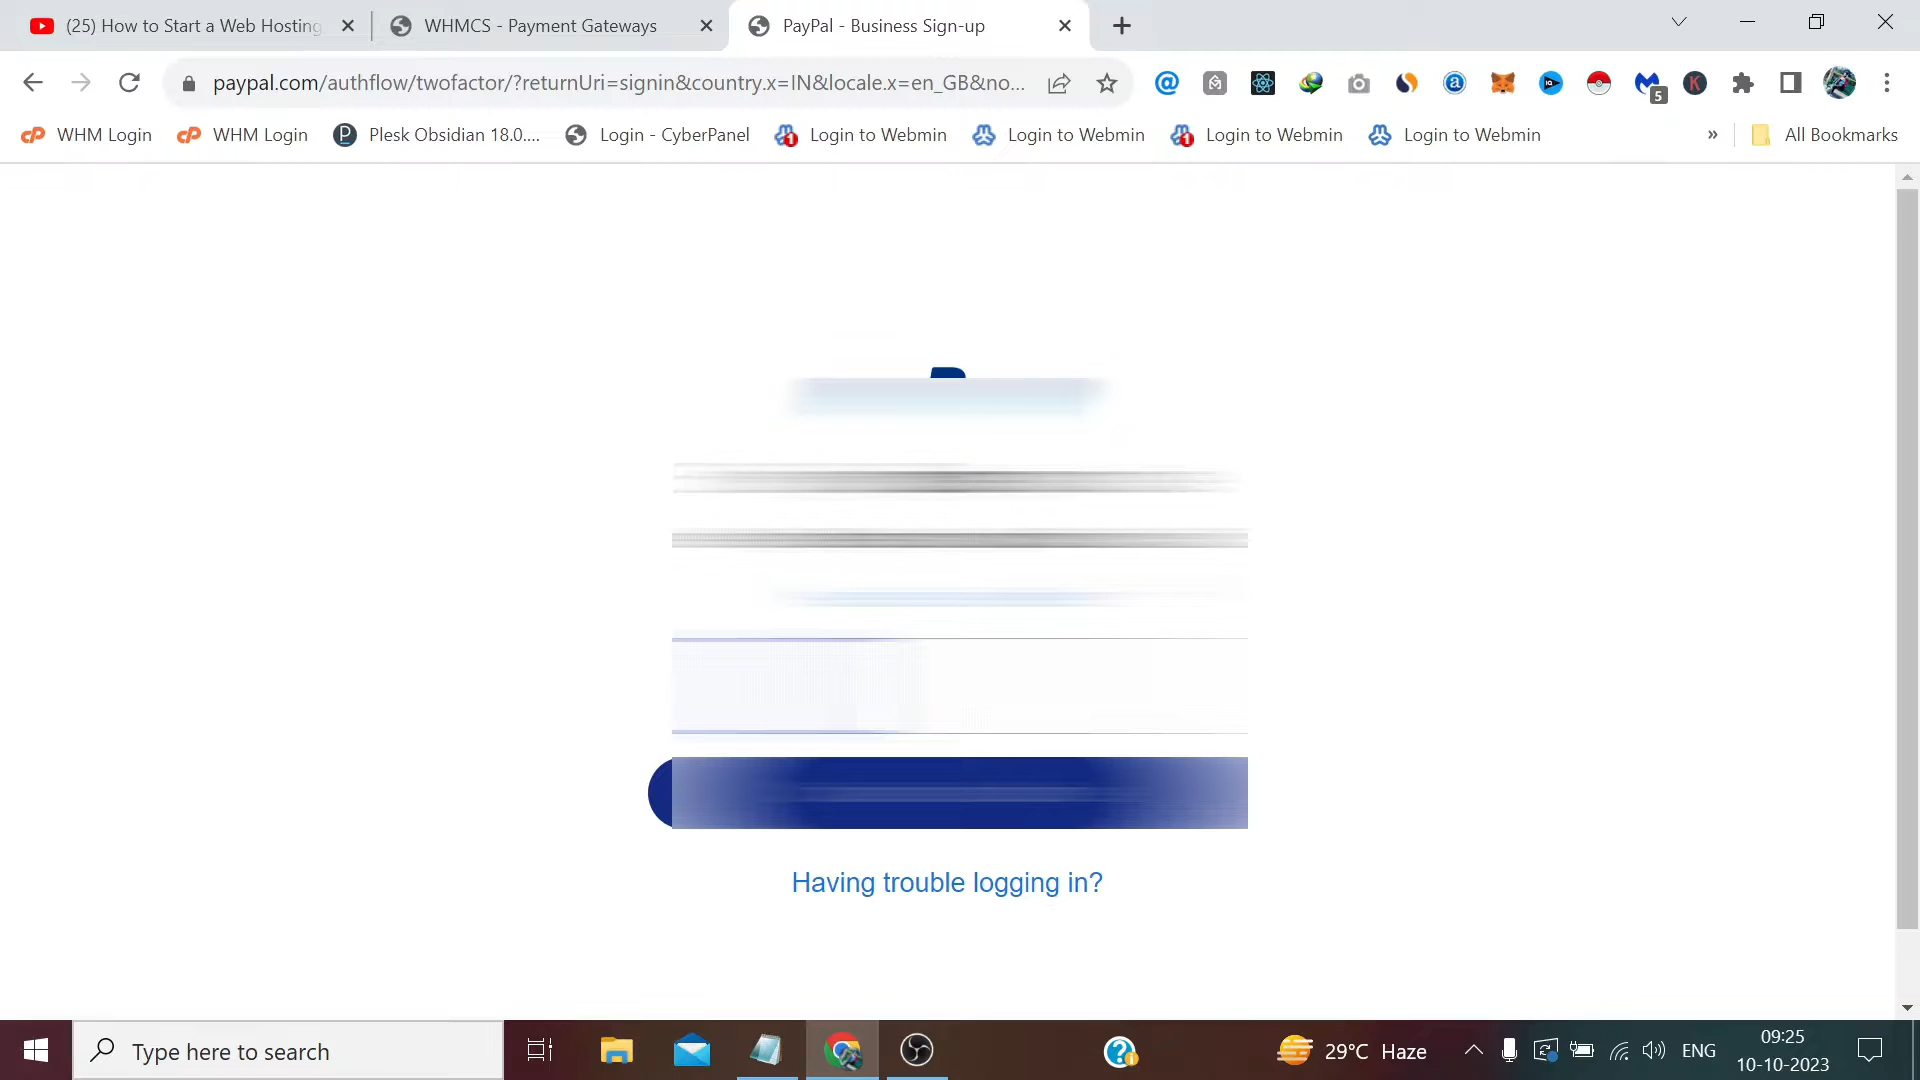 (25) How to Start a Web Hosting
WHMCS - Payment Gateways
PayPal - Business Sign-up
paypal.com/authflow/twofactor/?returnUri=signin&country.x=IN&locale.x=en_GB&no...
5
WHM Login
WHM Login
Plesk Obsidian 18.0....
Login - CyberPanel
Login to Webmin
Login to Webmin
Login to Webmin
Login to Webmin
»
All Bookmarks
Having trouble logging in?
Type here to search
29°C Haze
ENG
09:25
10-10-2023